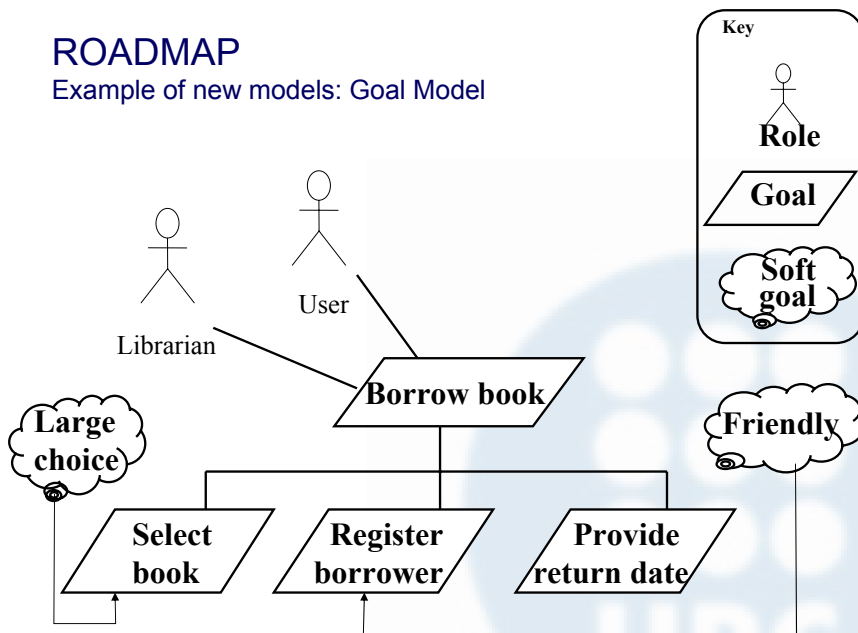 ROADMAP
Example of new models: Goal Model
Key
Role
Goal
Soft
goal
User
Librarian
Borrow book
Large
choice
Friendly
Select
book
Register
borrower
Provide
return date